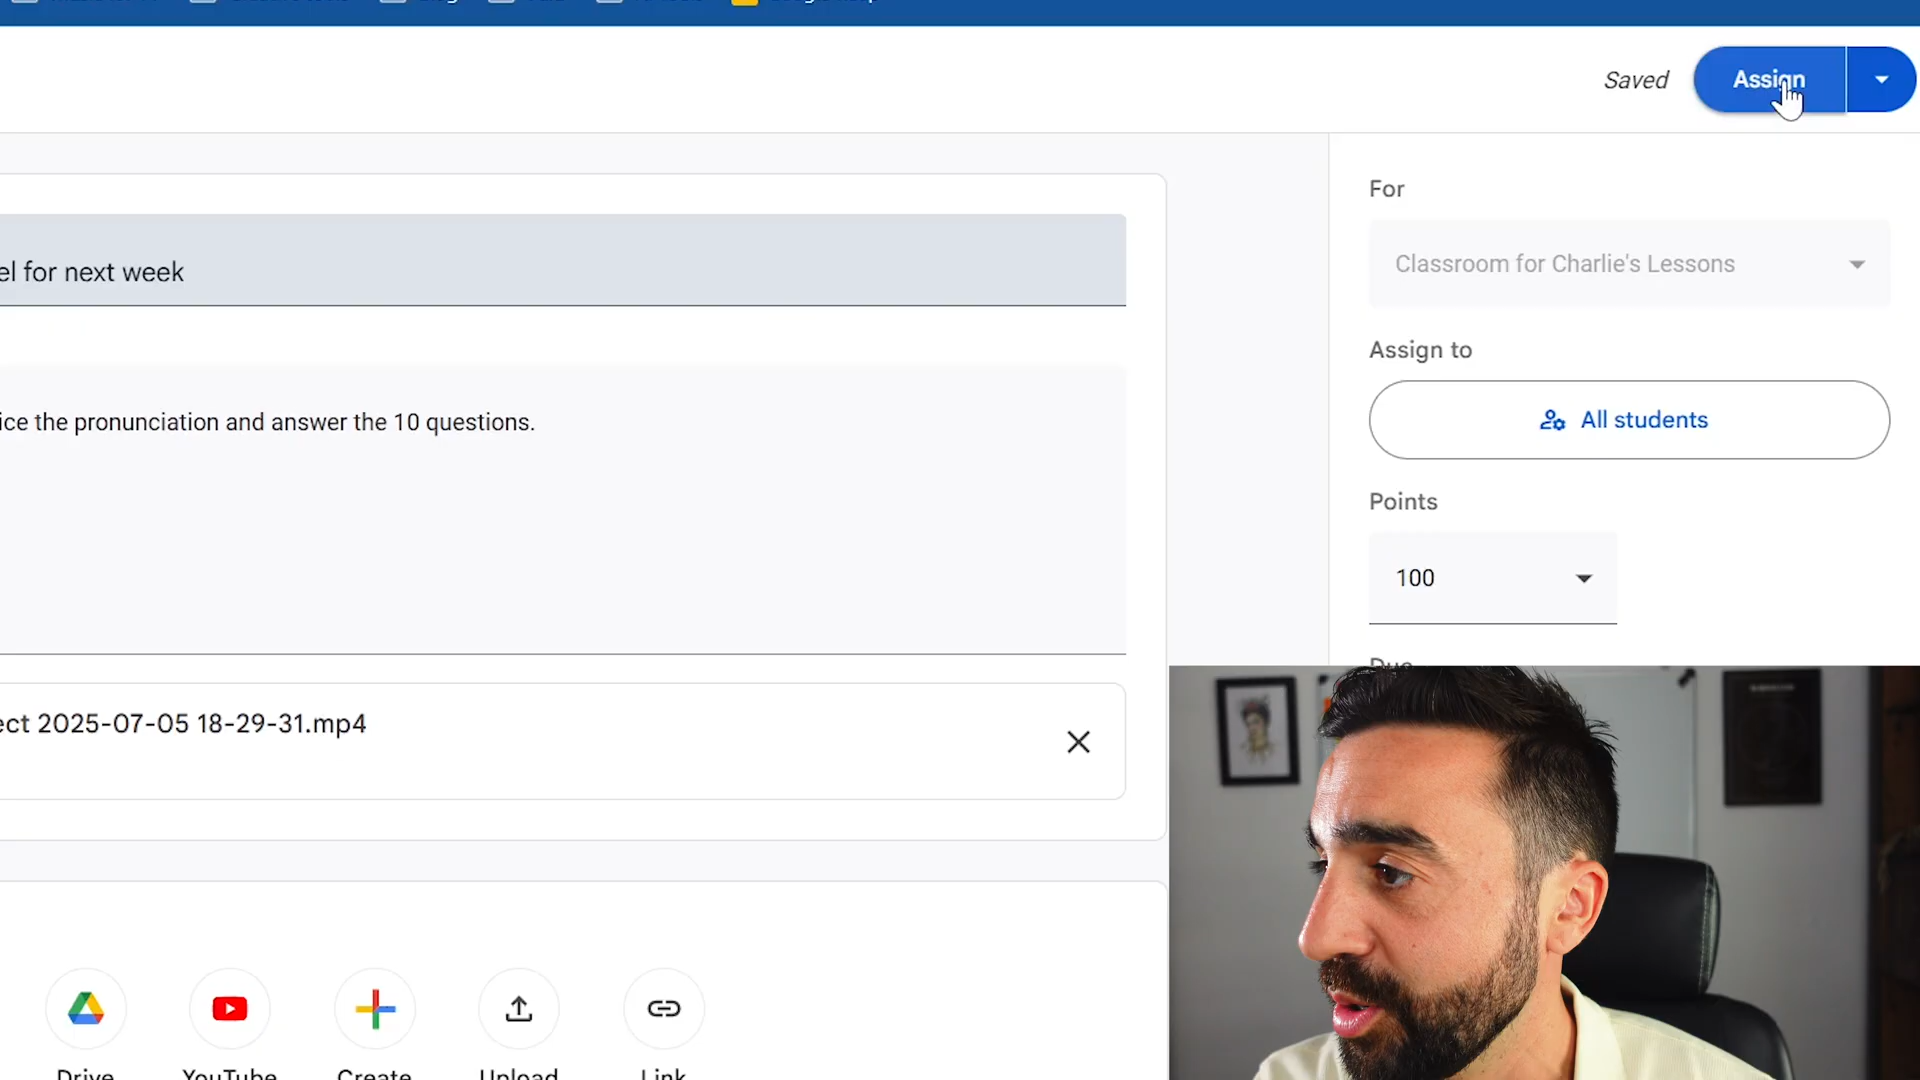 Saved
Assign
For
el for next week
Classroom for Charlie's Lessons
Assign to
ice the pronunciation and answer the 10 questions.
All students
Points
100
Due
ect 2025-07-05 18-29-31.mp4
Drive
YouTube
Create
Upload
Link